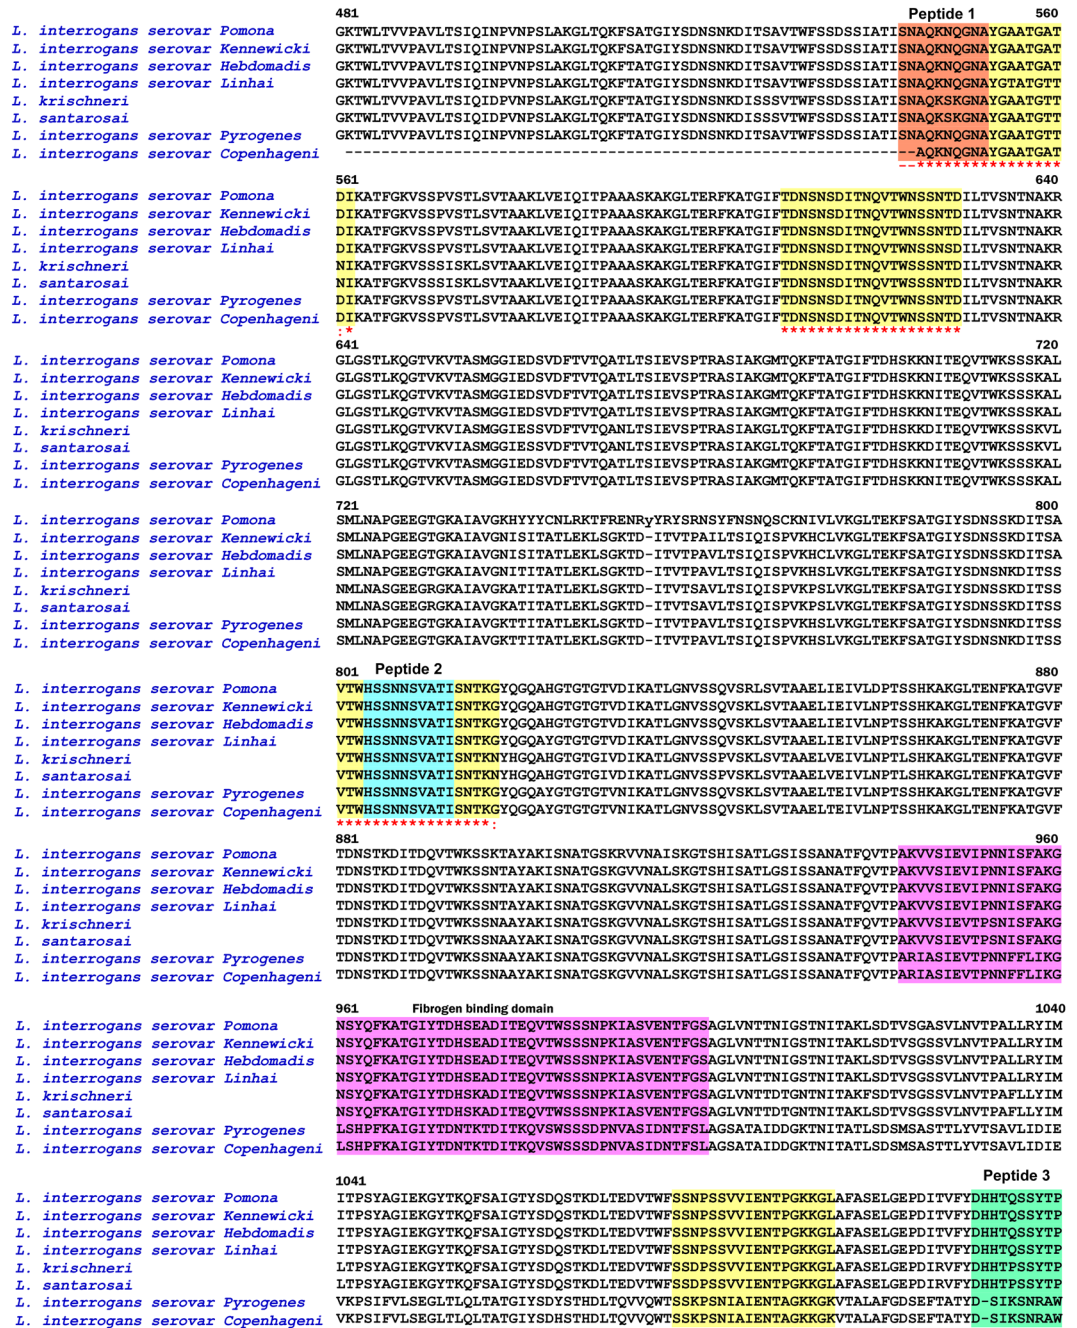 481 Peptide 1 560
L. interrogans serovar Pomona GKTWLTVVPAVLTSIQINPVNPSLAKGLTQKFSATGIYSDNSNKDITSAVTWFSSDSSIATISNAQKNQGNAYGAATGAT
L. interrogans serovar Kennewicki GKTWLTVVPAVLTSIQINPVNPSLAKGLTQKFTATGIYSDNSNKDITSAVTWFSSDSSIATISNAQKNQGNAYGAATGAT
L. interrogans serovar Hebdomadis GKTWLTVVPAVLTSIQINPVNPSLAKGLTQKFTATGIYSDNSNKDITSAVTWFSSDSSIATISNAQKNQGNAYGAATGAT
L. interrogans serovar Linhai GKTWLTVVPAVLTSIQINPVNPSLAKGLTQKFTATGIYSDNSNKDITSAVTWFSSDSSIATISNAQKNQGNAYGTATGAT
L. krischneri GKTWLTVVPAVLTSIQIDPVNPSLAKGLTQKFTATGIYSDNSNKDISSSVTWFSSDSSIATISNAQKSKGNAYGAATGTT
L. santarosai GKTWLTVVPAVLTSIQIDPVNPSLAKGLTQKFTATGIYSDNSNKDISSSVTWFSSDSSIATISNAQKSKGNAYGAATGTT
L. interrogans serovar Pyrogenes GKTWLTVVPAVLTSIQINPVNPSLAKGLTQKFTATGIYSDNSNKDITSAVTWFSSDSSIATISNAQKNQGNAYGAATGTT
L. interrogans serovar Copenhageni ----------------------------------------------------------------AQKNQGNAYGAATGAT
--****************
561 640
L. interrogans serovar Pomona DIKATFGKVSSPVSTLSVTAAKLVEIQITPAAASKAKGLTERFKATGIFTDNSNSDITNQVTWNSSNTDILTVSNTNAKR
L. interrogans serovar Kennewicki DIKATFGKVSSPVSTLSVTAAKLVEIQITPAAASKAKGLTERFKATGIFTDNSNSDITNQVTWNSSNTDILTVSNTNAKR
L. interrogans serovar Hebdomadis DIKATFGKVSSPVSTLSVTAAKLVEIQITPAAASKAKGLTERFKATGIFTDNSNSDITNQVTWNSSNTDILTVSNTNAKR
L. interrogans serovar Linhai DIKATFGKVSSPVSTLSVTAAKLVEIQITPAAASKAKGLTERFKATGIFTDNSNSDITNQVTWNSSNSDILTVSNTNAKR
L. krischneri NIKATFGKVSSSISKLSVTAAKLVEIQITPAAASKAKGLTERFKATGIFTDNSNSDITNQVTWSSSNTDILTVSNTNAKR
L. santarosai NIKATFGKVSSSISKLSVTAAKLVEIQITPAAASKAKGLTERFKATGIFTDNSNSDITNQVTWSSSNTDILTVSNTNAKR
L. interrogans serovar Pyrogenes DIKATFGKVSSPVSTLSVTAAKLVEIQITPAAASKAKGLTERFKATGIFTDNSNSDITNQVTWNSSNTDILTVSNTNAKR
L. interrogans serovar Copenhageni DIKATFGKVSSPVSTLSVTAAKLVEIQITPAAASKAKGLTERFKATGIFTDNSNSDITNQVTWNSSNTDILTVSNTNAKR
:* ********************
641 720
L. interrogans serovar Pomona GLGSTLKQGTVKVTASMGGIEDSVDFTVTQATLTSIEVSPTRASIAKGMTQKFTATGIFTDHSKKNITEQVTWKSSSKAL
L. interrogans serovar Kennewicki GLGSTLKQGTVKVTASMGGIEDSVDFTVTQATLTSIEVSPTRASIAKGMTQKFTATGIFTDHSKKNITEQVTWKSSSKAL
L. interrogans serovar Hebdomadis GLGSTLKQGTVKVTASMGGIEDSVDFTVTQATLTSIEVSPTRASIAKGMTQKFTATGIFTDHSKKNITEQVTWKSSSKAL
L. interrogans serovar Linhai GLGSTLKQGTVKVTASMGGIEDSVDFTVTQATLTSIEVSPTRASIAKGMTQKFTATGIFTDHSKKNITEQVTWKSSSKAL
L. krischneri GLGSTLKQGTVKVIASMGGIEDSVDFTVTQANLTSIEVSPTRASIAKGLTQKFTATGIFTDHSKKDITEQVTWKSSSKVL
L. santarosai GLGSTLKQGTVKVIASMGGIESSVDFTVTQANLTSIEVSPTRASIAKGLTQKFTATGIFTDHSKKDITEQVTWKSSSKVL
L. interrogans serovar Pyrogenes GLGSTLKQGTVKVTASMGGIEDSVDFTVTQATLTSIEVSPTRASIAKGMTQKFTATGIFTDHSKKNITEQVTWKSSSKAL
L. interrogans serovar Copenhageni GLGSTLKQGTVKVTASMGGIEDSVDFTVTQATLTSIEVSPTRASIAKGMTQKFTATGIFTDHSKKNITEQVTWKSSSKAL
721 800
L. interrogans serovar Pomona SMLNAPGEEGTGKAIAVGKHYYYCNLRKTFRENRyYRYSRNSYFNSNQSCKNIVLVKGLTEKFSATGIYSDNSSKDITSA
L. interrogans serovar Kennewicki SMLNAPGEEGTGKAIAVGNISITATLEKLSGKTD-ITVTPAILTSIQISPVKHCLVKGLTEKFSATGIYSDNSSKDITSA
L. interrogans serovar Hebdomadis SMLNAPGEEGTGKAIAVGNISITATLEKLSGKTD-ITVTPAVLTSIQISPVKHCLVKGLTEKFSATGIYSDNSSKDITSA
L. interrogans serovar Linhai SMLNAPGEEGTGKAIAVGKTTITATLEKLSGKTD-ITVTPAVLTSIQISPVKHSLVKGLTEKFSATGIYSDNSSKDITSS
L. krischneri NMLNASGEEGRGKAIAVGKATITATLEKLSGKTD-ITVTSAVLTSIQISPVKPSLVKGLTEKFSATGIYSDNSSKDITSS
L. santarosai NMLNASGEEGRGKAIAVGKATITATLEKLSGKTD-ITVTSAVLTSIQISPVKPSLVKGLTEKFSATGIYSDNSSKDITSS
L. interrogans serovar Pyrogenes SMLNAPGEEGTGKAIAVGKTTITATLEKLSGKTD-ITVTPAVLTSIQISPVKHSLVKGLTEKFSATGIYSDNSNKDITSS
L. interrogans serovar Copenhageni SMLNAPGEEGTGKAIAVGKTTITATLEKLSGKTD-ITVTPAVLTSIQISPVKHSLVKGLTEKFSATGIYSDNSNKDITSS
801 Peptide 2 880
L. interrogans serovar Pomona VTWHSSNNSVATISNTKGYQGQAHGTGTGTVDIKATLGNVSSQVSRLSVTAAELIEIVLDPTSSHKAKGLTENFKATGVF
L. interrogans serovar Kennewicki VTWHSSNNSVATISNTKGYQGQAHGTGTGTVDIKATLGNVSSQVSKLSVTAAELIEIVLNPTSSHKAKGLTENFKATGVF
L. interrogans serovar Hebdomadis VTWHSSNNSVATISNTKGYQGQAHGTGTGTVDIKATLGNVSSQVSKLSVTAAELIEIVLNPTSSHKAKGLTENFKATGVF
L. interrogans serovar Linhai VTWHSSNNSVATISNTKGYQGQAYGTGTGTVDIKATLGNVSSQVSKLSVTAAELIEIVLNPTSSHKAKGLTENFKATGVF
L. krischneri VTWHSSNNSVATISNTKNYHGQAHGTGTGIVDIKATLGNVSSPVSKLSVTAAELVEIVLNPTLSHKAKGLTENFKATGVF
L. santarosai VTWHSSNNSVATISNTKNYHGQAHGTGTGIVDIKATLGNVSSPVSKLSVTAAELVEIVLNPTLSHKAKGLTENFKATGVF
L. interrogans serovar Pyrogenes VTWHSSNNSVATISNTKGYQGQAYGTGTGTVNIKATLGNVSSQVSKLSVTAAELIEIVLNPTSSHKAKGLTENFKATGVF
L. interrogans serovar Copenhageni VTWHSSNNSVATISNTKGYQGQAYGTGTGTVNIKATLGNVSSQVSKLSVTAAELIEIVLNPTSSHKAKGLTENFKATGVF
*****************:
881 960
L. interrogans serovar Pomona TDNSTKDITDQVTWKSSKTAYAKISNATGSKRVVNAISKGTSHISATLGSISSANATFQVTPAKVVSIEVIPNNISFAKG
L. interrogans serovar Kennewicki TDNSTKDITDQVTWKSSNTAYAKISNATGSKGVVNALSKGTSHISATLGSISSANATFQVTPAKVVSIEVIPNNISFAKG
L. interrogans serovar Hebdomadis TDNSTKDITDQVTWKSSNTAYAKISNATGSKGVVNALSKGTSHISATLGSISSANATFQVTPAKVVSIEVIPNNISFAKG
L. interrogans serovar Linhai TDNSTKDITDQVTWKSSNTAYAKISNATGSKGVVNALSKGTSHISATLGSISSANATFQVTPAKVVSIEVIPNNISFAKG
L. krischneri TDNSTKDITDQVTWKSSNAAYAKISNATGSKGVVNALSKGTSHISATLGSISSANATFQVTPAKVVSIEVTPSNISFAKG
L. santarosai TDNSTKDITDQVTWKSSNAAYAKISNATGSKGVVNALSKGTSHISATLGSISSANATFQVTPAKVVSIEVTPSNISFAKG
L. interrogans serovar Pyrogenes TDNSTKDITDQVTWKSSNAAYAKISNATGSKGVVNALSKGTSHISATLGSISSANATFQVTPARIASIEVTPNNFFLIKG
L. interrogans serovar Copenhageni TDNSTKDITDQVTWKSSNAAYAKISNATGSKGVVNALSKGTSHISATLGSISSANATFQVTPARIASIEVTPNNFFLIKG
961 Fibrogen binding domain 1040
L. interrogans serovar Pomona NSYQFKATGIYTDHSEADITEQVTWSSSNPKIASVENTFGSAGLVNTTNIGSTNITAKLSDTVSGASVLNVTPALLRYIM
L. interrogans serovar Kennewicki NSYQFKATGIYTDHSEADITEQVTWSSSNPKIASVENTFGSAGLVNTTNIGSTNITAKLSDTVSGSSVLNVTPALLRYIM
L. interrogans serovar Hebdomadis NSYQFKATGIYTDHSEADITEQVTWSSSNPKIASVENTFGSAGLVNTTNIGSTNITAKLSDTVSGSSVLNVTPALLRYIM
L. interrogans serovar Linhai NSYQFKATGIYTDHSEADITEQVTWSSSNPKIASVENTFGSAGLVNTTNIGSTNITAKLSDTVSGSSVLNVTPALLRYIM
L. krischneri NSYQFKATGIYTDHSKADITEQVTWSSSNPKIASVENTFGSAGLVNTTDTGNTNITAKFSDTVSGSSVLNVTPALLLYIM
L. santarosai NSYQFKATGIYTDHSKADITEQVTWSSSNPKIASVENTFGSAGLVNTTDTGNTNITAKLSDTVSGSSVLNVTPALLRYIM
L. interrogans serovar Pyrogenes LSHPFKAIGIYTDNTKTDITKQVSWSSSDPNVASIDNTFSLAGSATAIDDGKTNITATLSDSMSASTTLYVTSAVLIDIE
L. interrogans serovar Copenhageni LSHPFKAIGIYTDNTKTDITKQVSWSSSDPNVASIDNTFSLAGSATAIDDGKTNITATLSDSMSASTTLYVTSAVLIDIE
1041 Peptide 3
L. interrogans serovar Pomona ITPSYAGIEKGYTKQFSAIGTYSDQSTKDLTEDVTWFSSNPSSVVIENTPGKKGLAFASELGEPDITVFYDHHTQSSYTP
L. interrogans serovar Kennewicki ITPSYAGIEKGYTKQFSAIGTYSDQSTKDLTEDVTWFSSNPSSVVIENTPGKKGLAFASELGEPDITVFYDHHTQSSYTP
L. interrogans serovar Hebdomadis ITPSYAGIEKGYTKQFSAIGTYSDQSTKDLTEDVTWFSSNPSSVVIENTPGKKGLAFASELGEPDITVFYDHHTQSSYTP
L. interrogans serovar Linhai ITPSYAGIEKGYTKQFSAIGTYSDQSTKDLTEDVTWFSSNPSSVVIENTPGKKGLAFASELGEPDITVFYDHHTQSSYTP
L. krischneri LTPSYAGIEKGYTKQFSAIGTYSDQSTKDLTEDVTWFSSDPSSVVIENTPGKKGLAFASELGEPDIRVFYDHHTPSSYTP
L. santarosai LTPSYAGIEKGYTKQFSAIGTYSDQSTKDLTEDVTWFSSDPSSVVIENTPGKKGLAFASELGEPDIRVFYDHHTPSSYTP
L. interrogans serovar Pyrogenes VKPSIFVLSEGLTLQLTATGIYSDYSTHDLTQVVQWTSSKPSNIAIENTAGKKGKVTALAFGDSEFTATYD-SIKSNRAW
L. interrogans serovar Copenhageni VKPSIFVLSEGLTLQLTATGIYSDYSTHDLTQVVQWTSSKPSNIAIENTAGKKGKVTALAFGDSEFTATYD-SIKSNRAW